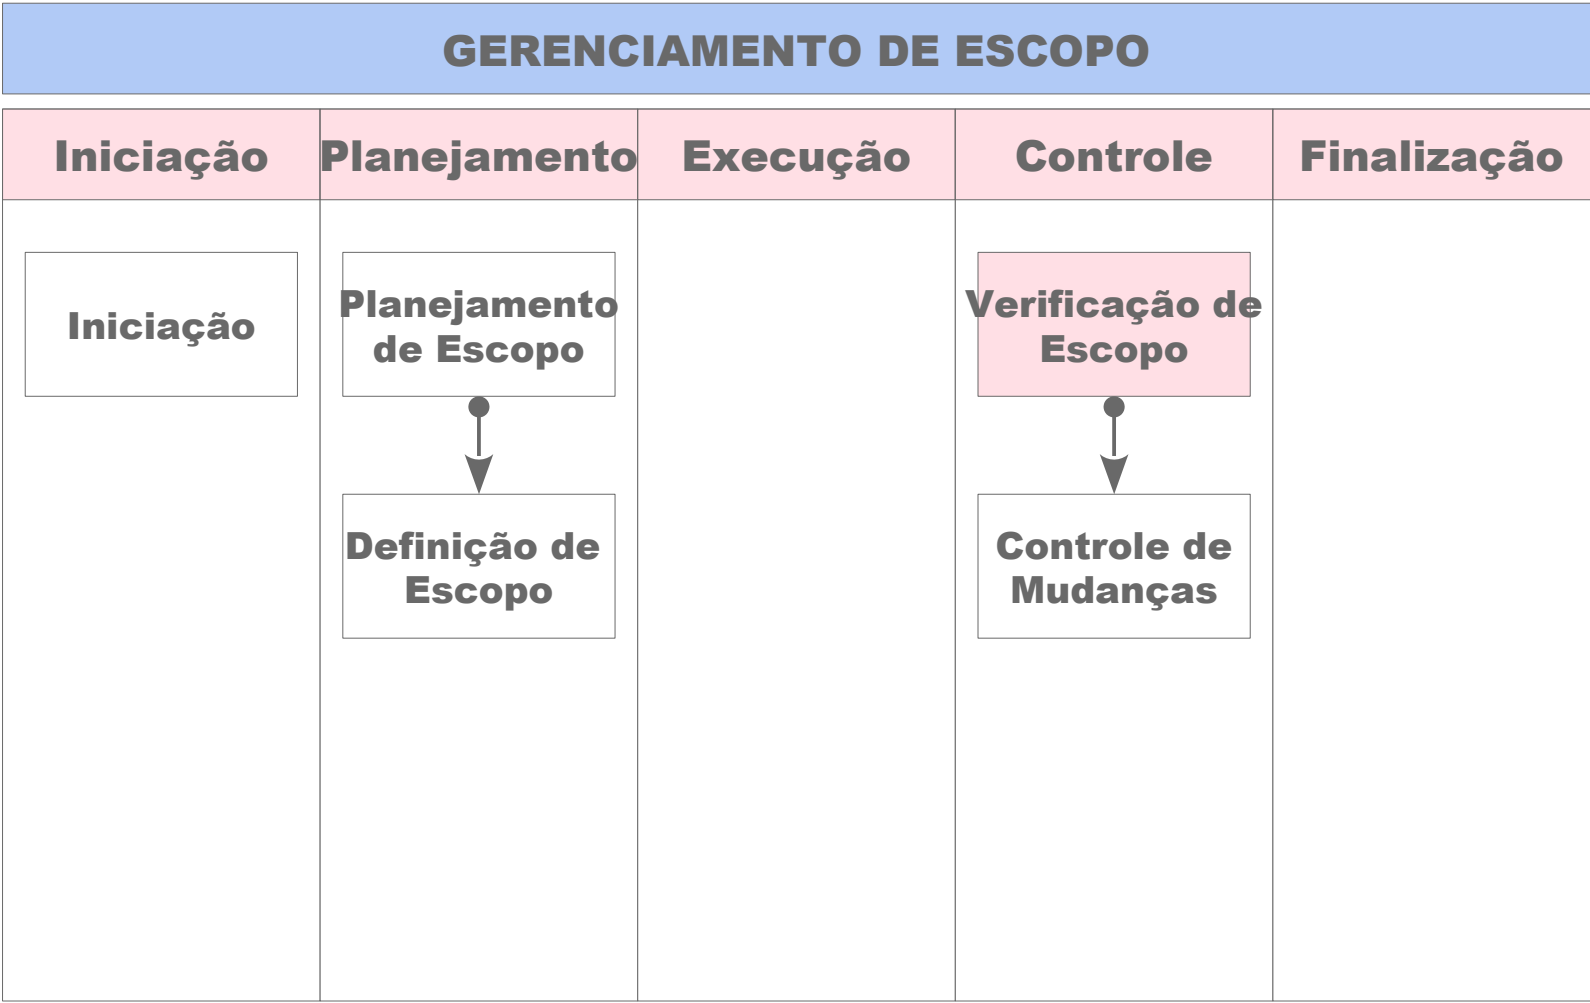 GERENCIAMENTO DE ESCOPO
Iniciação
Planejamento
Execução
Controle
Finalização
Iniciação
Planejamento
de Escopo
Verificação de
Escopo
Definição de
Escopo
Controle de
Mudanças